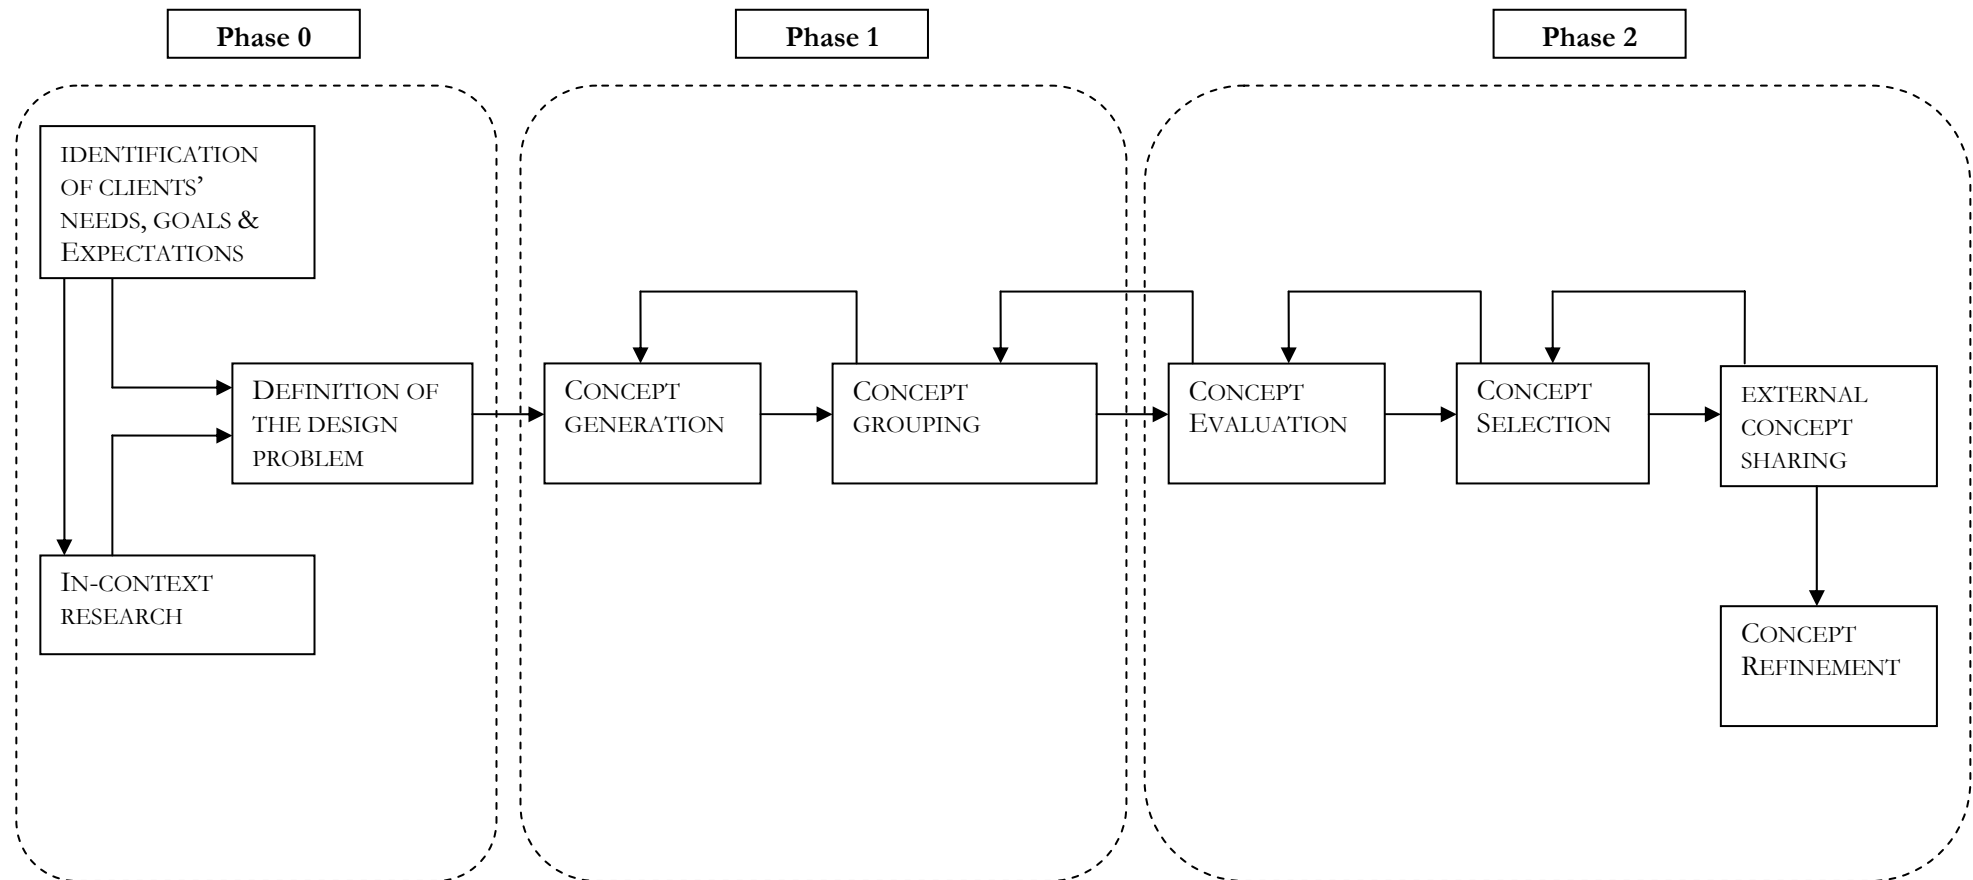 Phase 0
Phase 1
Phase 2
IDENTIFICATION
OF CLIENTS’
NEEDS, GOALS &
EXPECTATIONS
DEFINITION OF
THE DESIGN
PROBLEM
IN-CONTEXT
RESEARCH
CONCEPT
GENERATION
CONCEPT
GROUPING
CONCEPT
EVALUATION
CONCEPT
SELECTION
EXTERNAL
CONCEPT
SHARING
CONCEPT
REFINEMENT